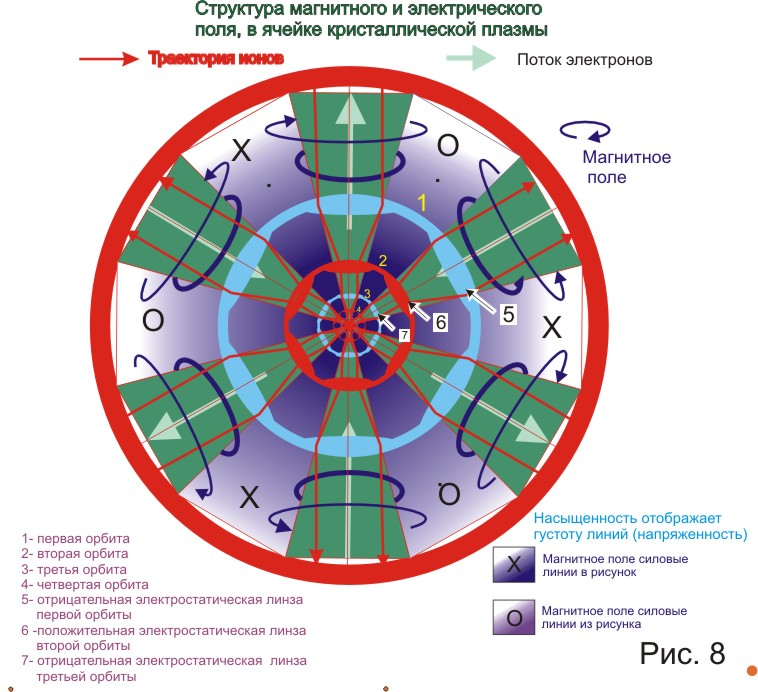 Структура магнитного и электрического
поля, в ячейке кристаллической плазмы
Траектория ионов
Поток электронов
Магнитное
поле
X
O
1
2
3
4
O
X
5
6
7
X
O
Насыщенность отображает
густоту линий (напряженность)
X
Магнитное поле силовые
линии в рисунок
O
Магнитное поле силовые
линии из рисунка
1- первая орбита
2- вторая орбита
3- третья орбита
4- четвертая орбита
5- отрицательная электростатическая линза
первой орбиты
6 -положительная электростатическая линза
второй орбиты
7- отрицательная электростатическая линза
третьей орбиты
Рис. 8